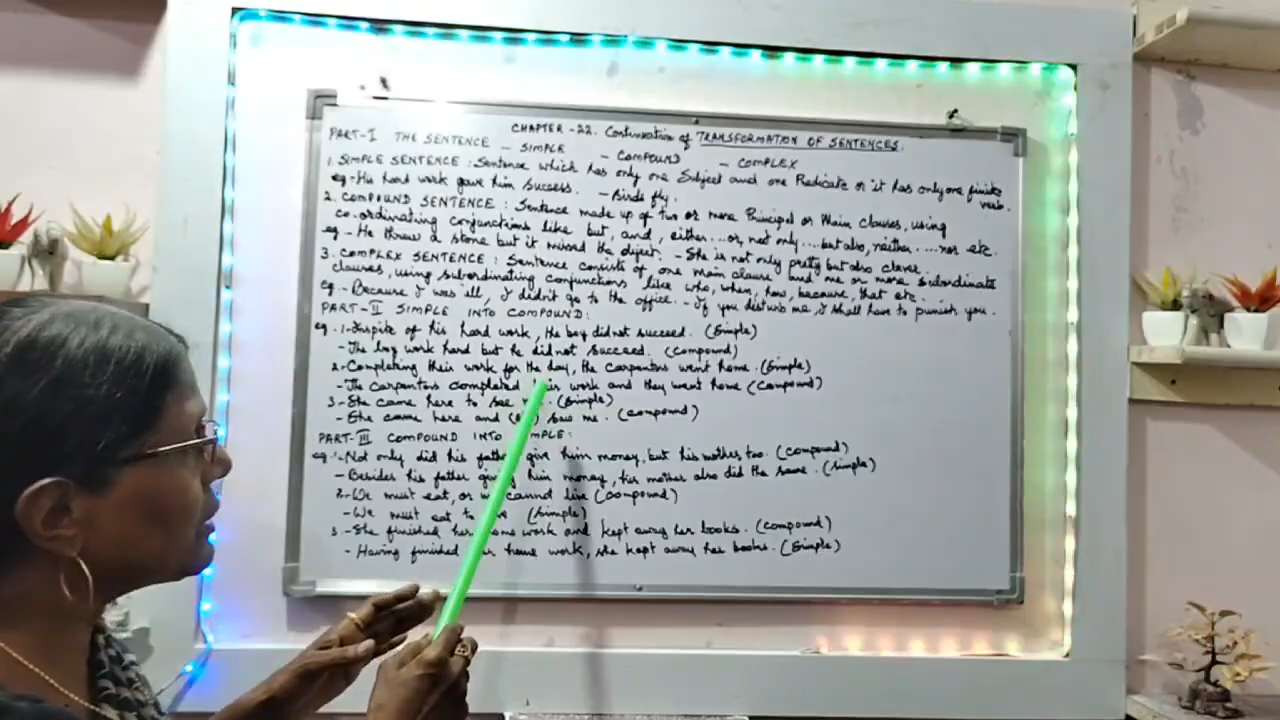 CHAPTER-22. Continuation of TRANSFORMATION OF SENTENCES.
PART-I THE SENTENCE - SIMPLE - COMPOUND - COMPLEX
1. SIMPLE SENTENCE: Sentence which has only one Subject and one Predicate or it has only one finite verb.
eg- His hard work gave him success. - Birds fly.
2. COMPOUND SENTENCE: Sentence made up of two or more Principal or Main clauses, using
co-ordinating conjunctions like but, and, either...or, not only....but also, neither....nor etc.
eg- He threw a stone but it missed the object. - She is not only pretty but also clever.
3. COMPLEX SENTENCE: Sentence consists of one main clause and one or more subordinate
clauses, using subordinating conjunctions like who, when, how, because, that etc.
eg- Because I was ill, I didn't go to the office. - If you disturb me, I shall have to punish you.
PART-II SIMPLE INTO COMPOUND:
eg. 1- Inspite of his hard work, the boy did not succeed. (Simple)
- The boy work hard but he did not succeed. (Compound)
2- Completing their work for the day, the carpenters went home. (Simple)
- The carpenters completed work and they went home (Compound)
3- She came here to see. (Simple)
- She came here and saw me. (Compound)
PART-III COMPOUND INTO
eg. 1- Not only did his father give him money, but his mother too. (Compound)
- Besides his father him money, his mother also did the same. (Simple)
2- We must eat, or we cannot live (Compound)
- We must eat to (Simple)
3- She finished her home work and kept away her books. (Compound)
- Having finished home work, she kept away her books. (Simple)